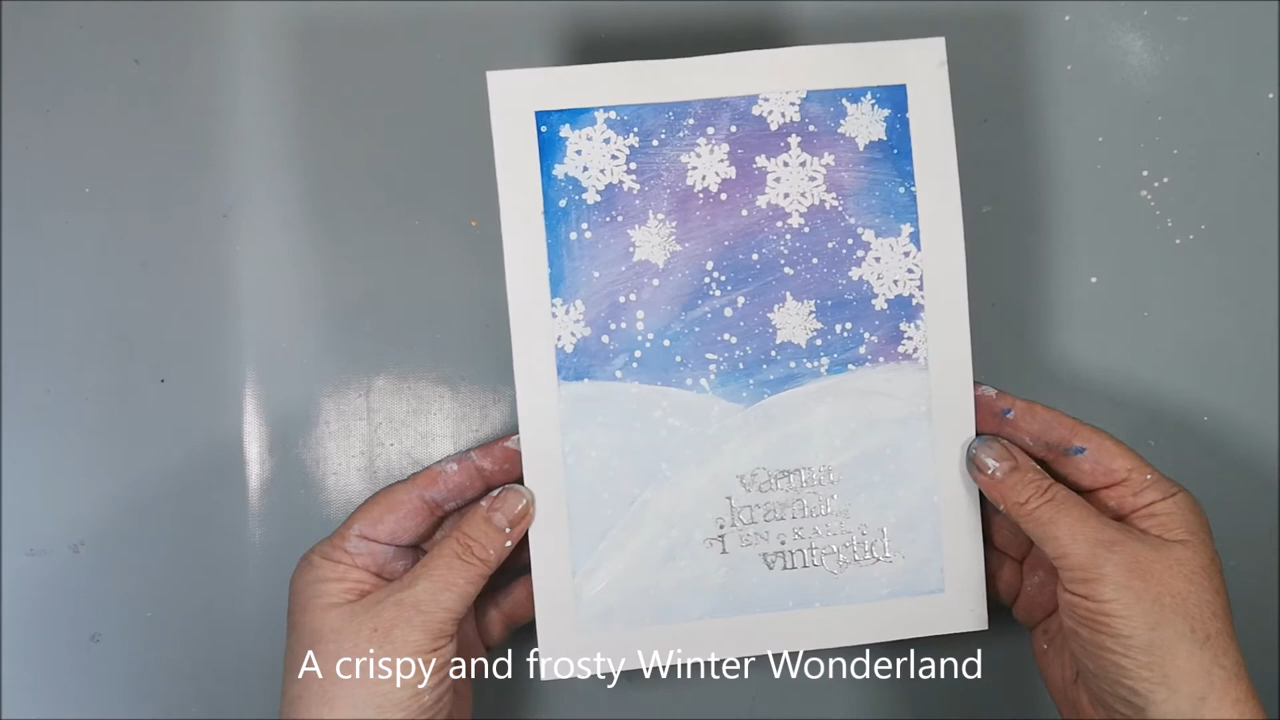 varma
kramar
i EN KALL
vintertid
A crispy and frosty Winter Wonderland